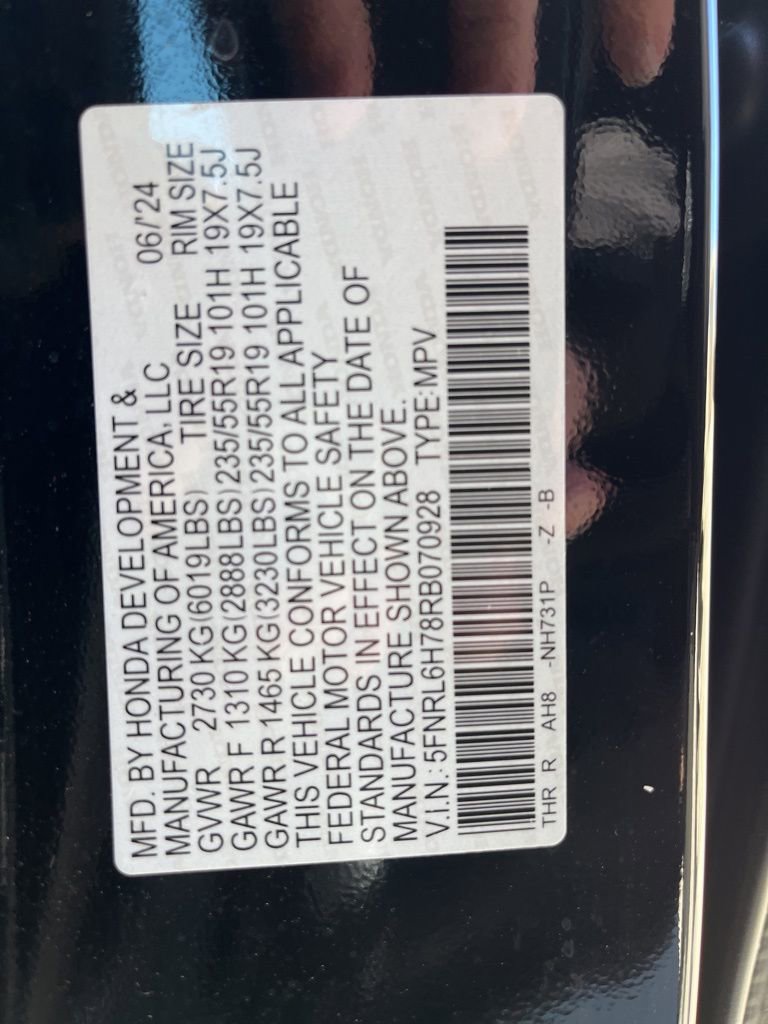 MFD. BY HONDA DEVELOPMENT &
MANUFACTURING OF AMERICA, LLC 06/'24
GVWR 2730 KG(6019LBS) TIRE SIZE RIM SIZE
GAWR F 1310 KG(2888LBS)235/55R19 101H 19X7.5J
GAWR R 1465 KG(3230LBS)235/55R19 101H 19X7.5J
THIS VEHICLE CONFORMS TO ALL APPLICABLE
FEDERAL MOTOR VEHICLE SAFETY
STANDARDS IN EFFECT ON THE DATE OF
MANUFACTURE SHOWN ABOVE.
V.I.N.:5FNRL6H78RB070928 TYPE:MPV
THR R AH8 -NH731P -Z -B